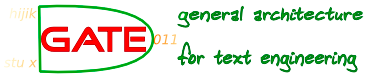 hijk
GATE
011
stu x
general architecture
for text engineering